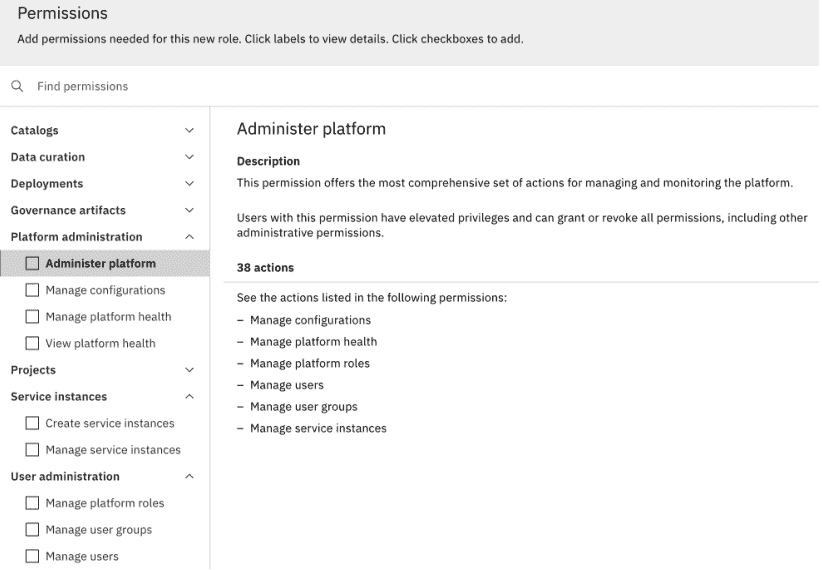 Permissions
Add permissions needed for this new role. Click labels to view details. Click checkboxes to add.
Find permissions
Catalogs
Data curation
Deployments
Governance artifacts
Platform administration
Administer platform
Manage configurations
Manage platform health
View platform health
Projects
Service instances
Create service instances
Manage service instances
User administration
Manage platform roles
Manage user groups
Manage users
Administer platform
Description
This permission offers the most comprehensive set of actions for managing and monitoring the platform.
Users with this permission have elevated privileges and can grant or revoke all permissions, including other
administrative permissions.
38 actions
See the actions listed in the following permissions:
– Manage configurations
– Manage platform health
– Manage platform roles
– Manage users
– Manage user groups
– Manage service instances